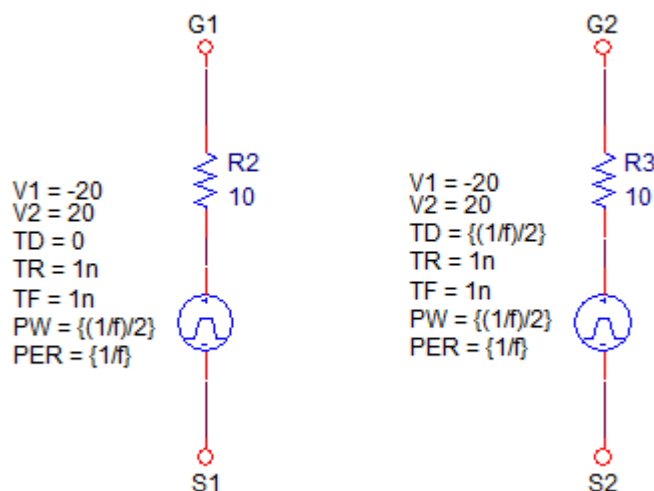 G1
R2
10
V1 = -20
V2 = 20
TD = 0
TR = 1n
TF = 1n
PW = {(1/f)/2}
PER = {1/f}
S1
G2
R3
10
V1 = -20
V2 = 20
TD = {(1/f)/2}
TR = 1n
TF = 1n
PW = {(1/f)/2}
PER = {1/f}
S2